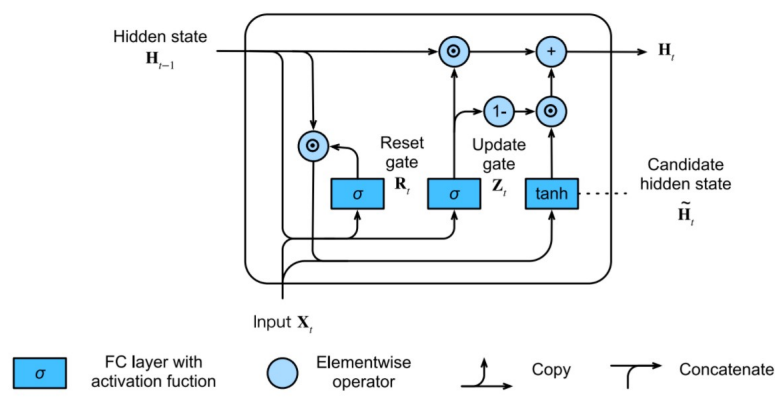 Hidden state
H_{t−1}
⊙
+
H_t
1-
⊙
⊙
Reset
gate
R_t
Update
gate
Z_t
σ
σ
tanh
Candidate
hidden state
H̃_t
Input X_t
σ
FC layer with
activation fuction
Elementwise
operator
Copy
Concatenate